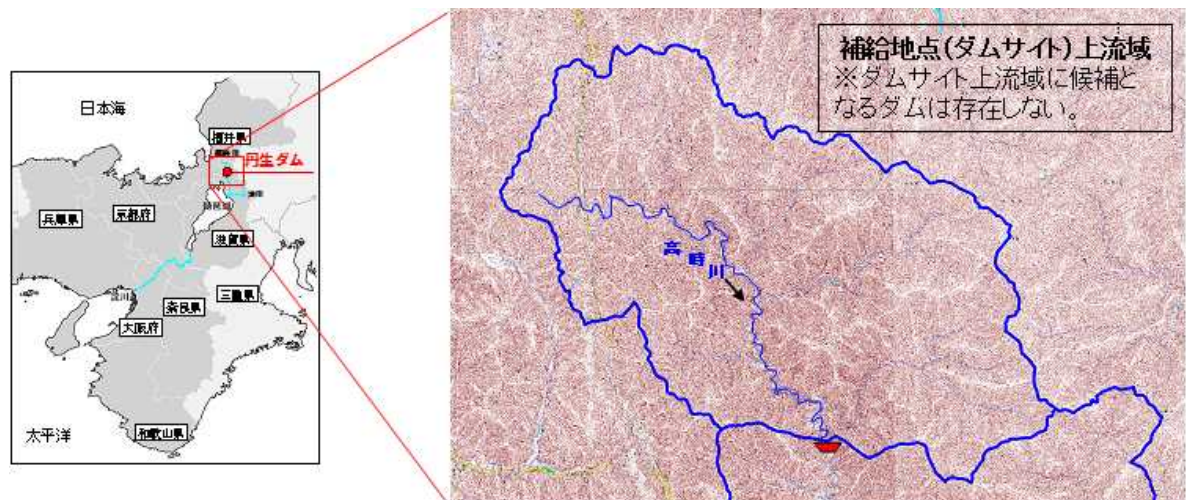 日本海
福井県
丹生ダム
兵庫県
京都府
滋賀県
三重県
奈良県
大阪府
和歌山県
太平洋
補給地点(ダムサイト)上流域
※ダムサイト上流域に候補と
なるダムは存在しない。
高時川